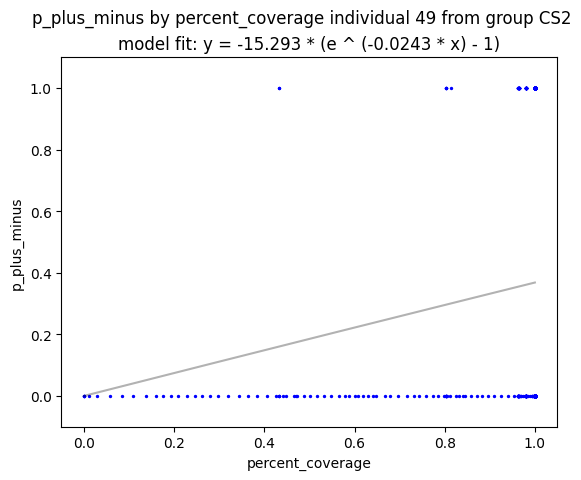 p_plus_minus by percent_coverage individual 49 from group CS2
model fit: y = -15.293 * (e ^ (-0.0243 * x) - 1)
1.0
0.8
0.6
0.4
0.2
0.0
p_plus_minus
0.0 0.2 0.4 0.6 0.8 1.0
percent_coverage